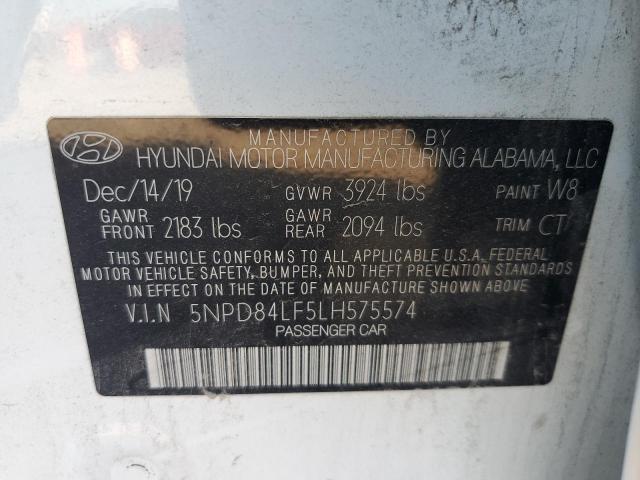 MANUFACTURED BY
HYUNDAI MOTOR MANUFACTURING ALABAMA, LLC
Dec/14/19 GVWR 3924 lbs PAINT W8
GAWR FRONT 2183 lbs GAWR REAR 2094 lbs TRIM CT
THIS VEHICLE CONFORMS TO ALL APPLICABLE U.S.A. FEDERAL
MOTOR VEHICLE SAFETY, BUMPER, AND THEFT PREVENTION STANDARDS
IN EFFECT ON THE DATE OF MANUFACTURE SHOWN ABOVE.
V.I.N 5NPD84LF5LH575574
PASSENGER CAR